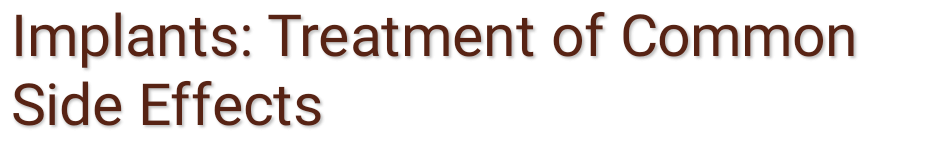 Implants: Treatment of Common
Side Effects